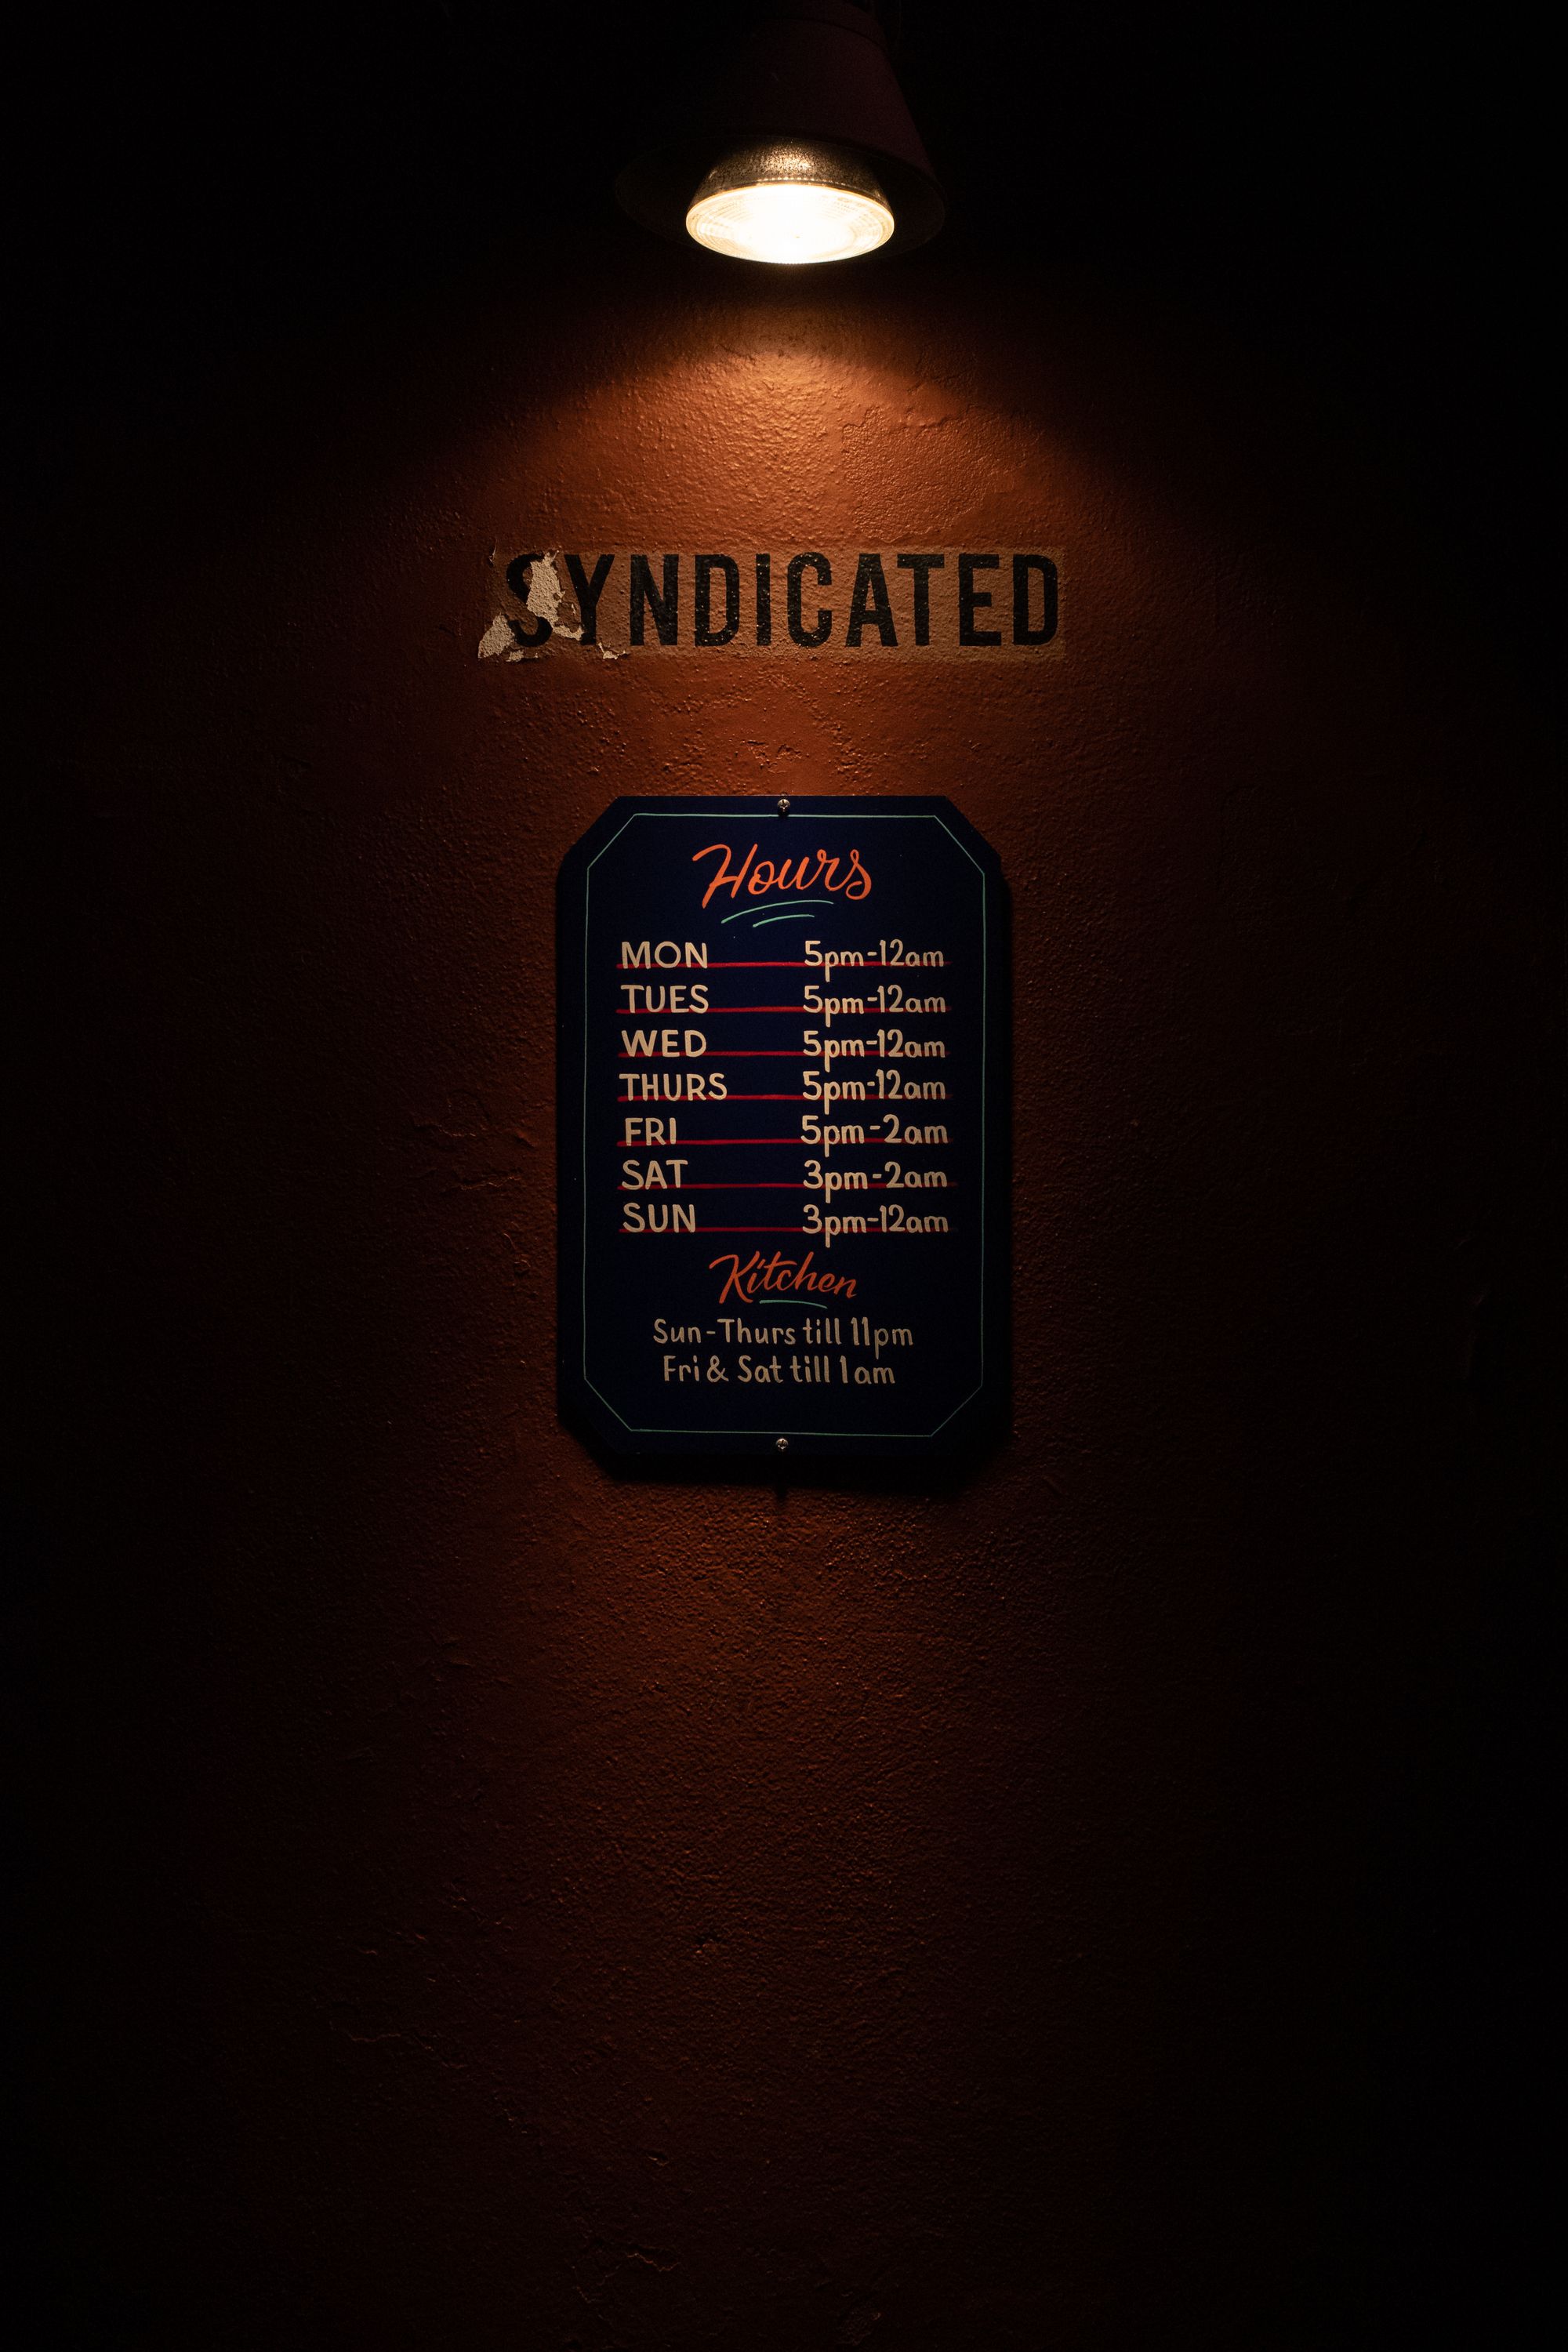 SYNDICATED
Hours
MON 5pm-12am
TUES 5pm-12am
WED 5pm-12am
THURS 5pm-12am
FRI 5pm-2am
SAT 3pm-2am
SUN 3pm-12am
Kitchen
Sun-Thurs till 11pm
Fri & Sat till 1am